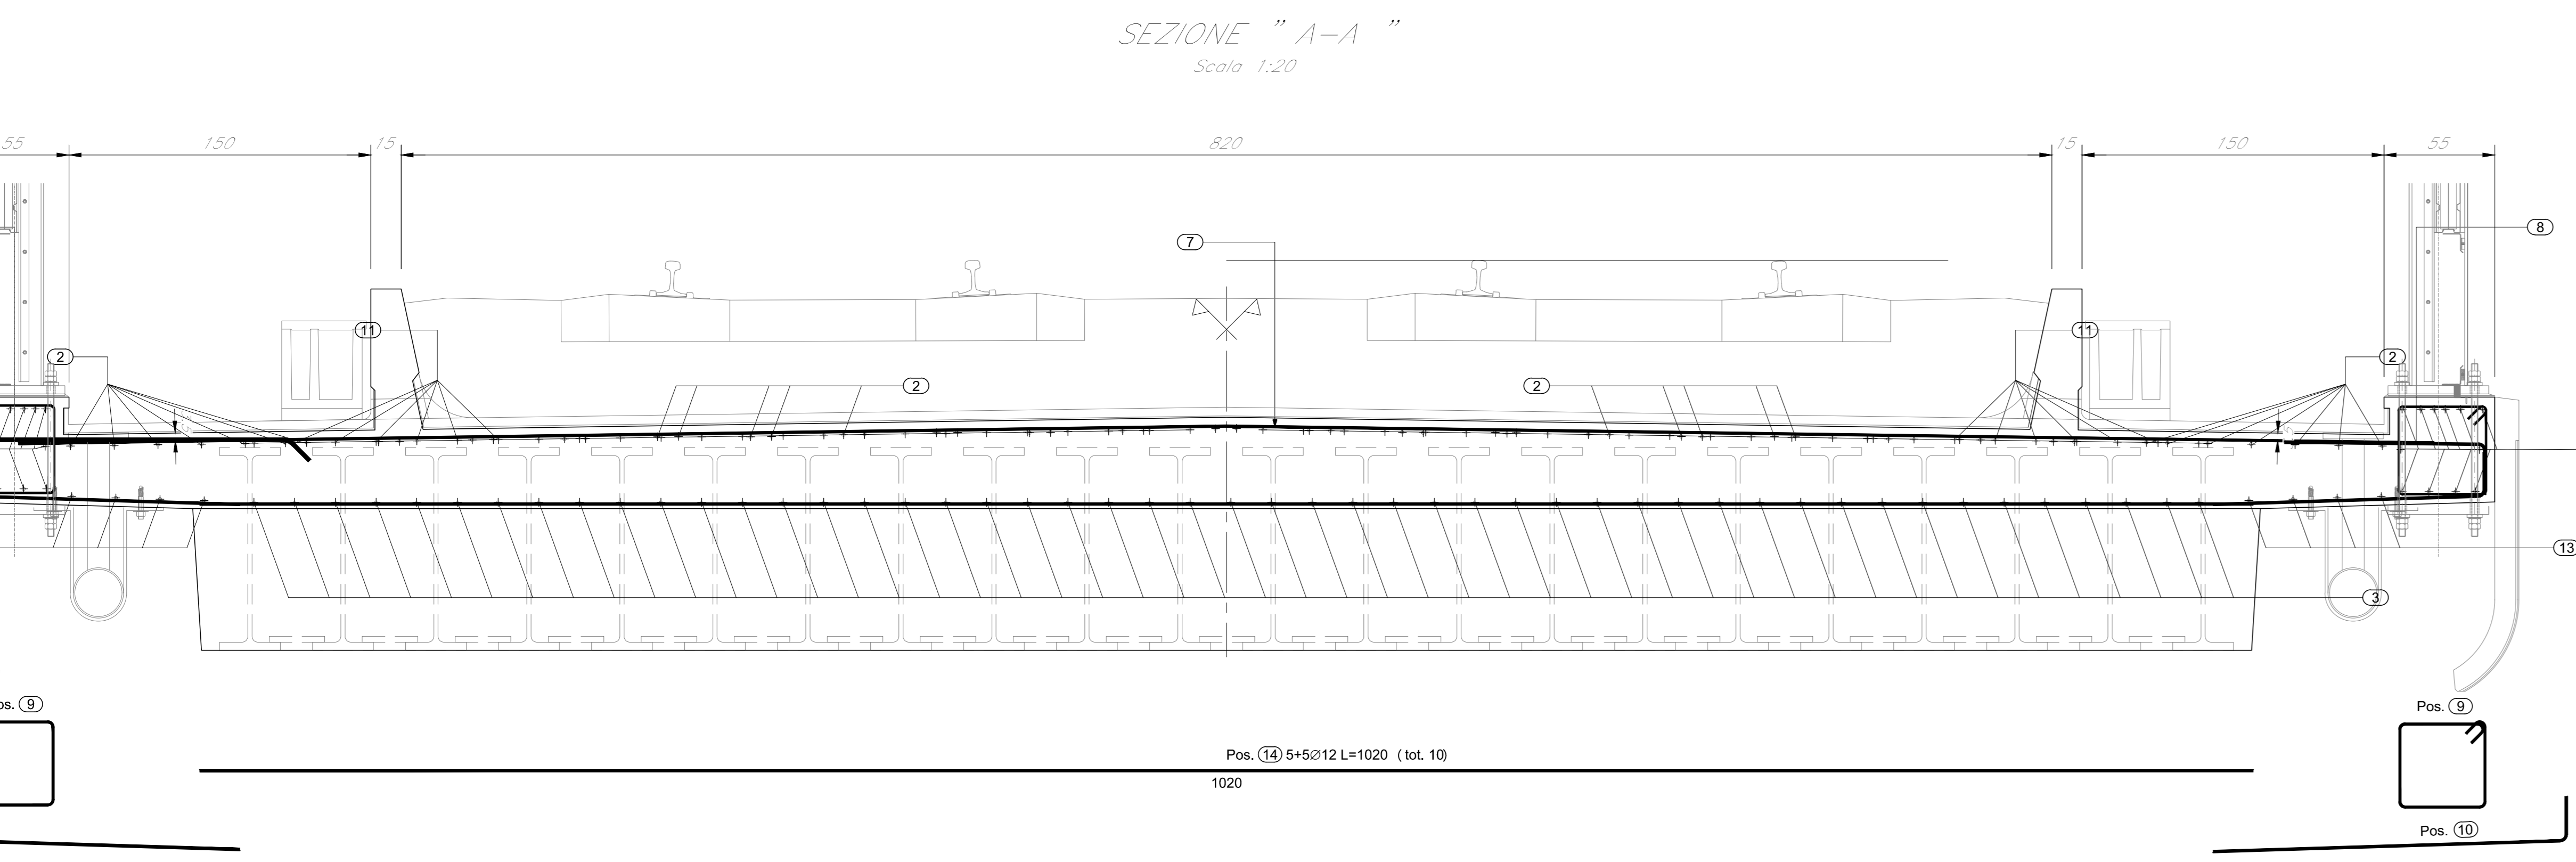 SEZIONE " A-A "
Scala 1:20
55 150 15 820 15 150 55
7
8
11 11
2 2
2 2
13
3
os. 9
Pos. 9
Pos. 14 5+5∅12 L=1020 ( tot. 10)
1020
Pos. 10